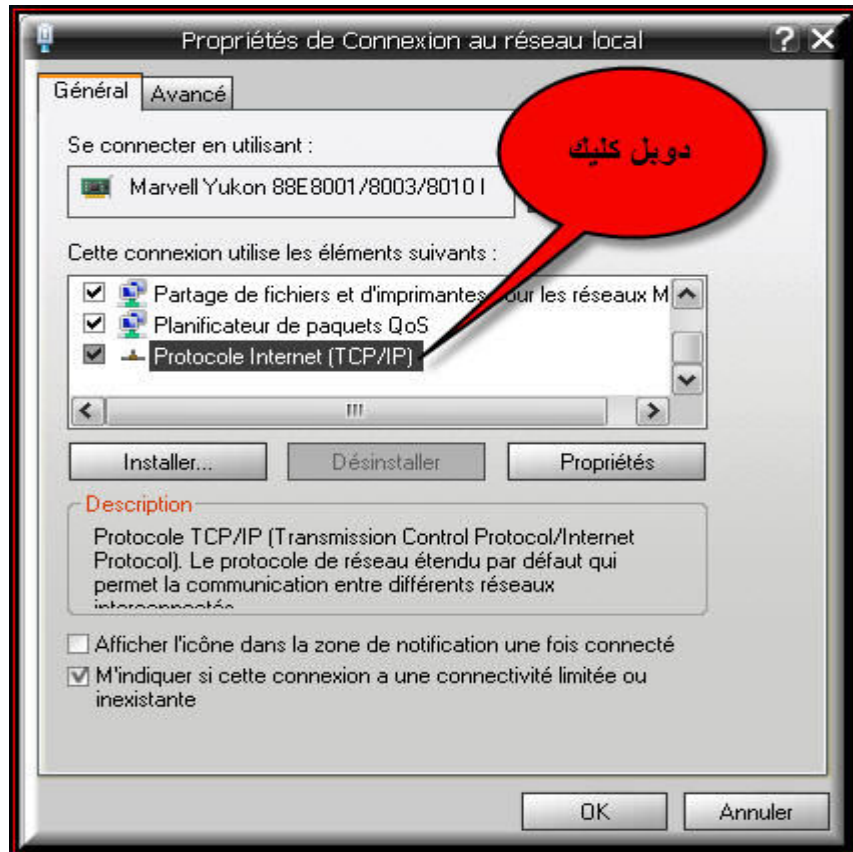 Propriétés de Connexion au réseau local
Général
Avancé
Se connecter en utilisant :
دوبل كليك
Marvell Yukon 88E8001/8003/8010 I
Cette connexion utilise les éléments suivants :
Partage de fichiers et d'imprimantes pour les réseaux M
Planificateur de paquets QoS
Protocole Internet (TCP/IP)
Installer...
Désinstaller
Propriétés
Description
Protocole TCP/IP (Transmission Control Protocol/Internet
Protocol). Le protocole de réseau étendu par défaut qui
permet la communication entre différents réseaux
Afficher l'icône dans la zone de notification une fois connecté
M'indiquer si cette connexion a une connectivité limitée ou
inexistante
OK
Annuler